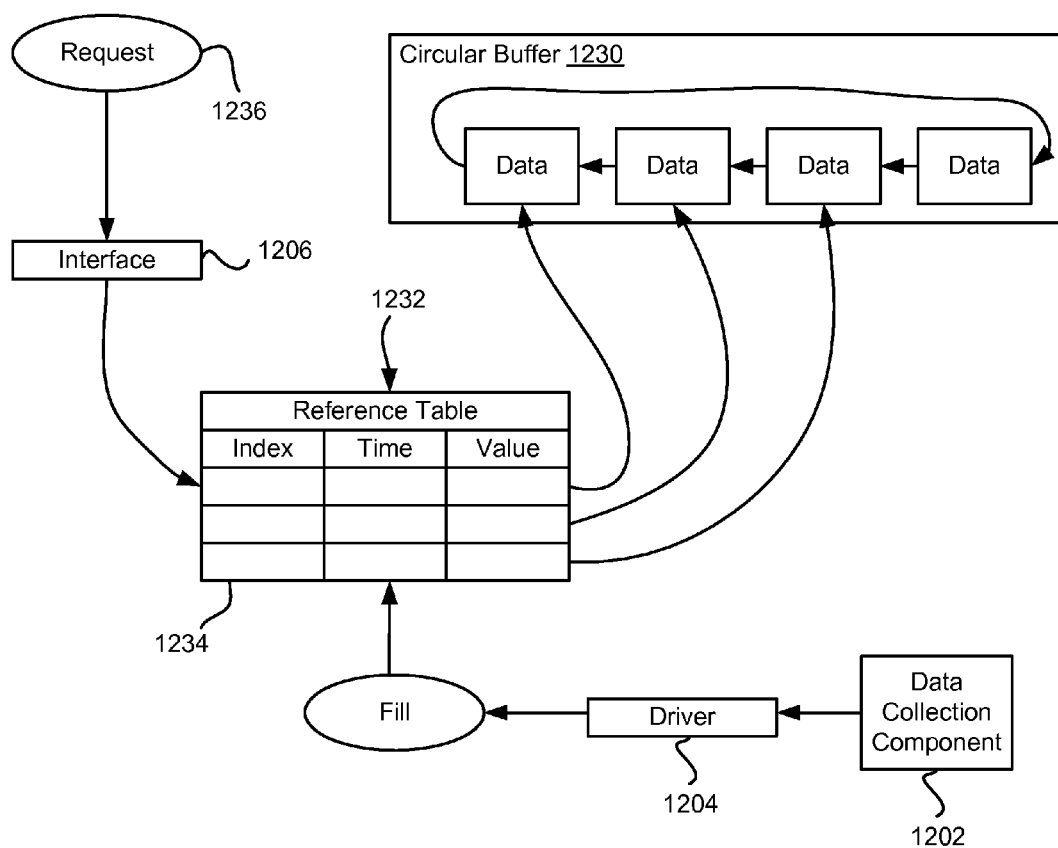 Request
1236
Circular Buffer 1230
Data Data Data Data
Interface
1206
1232
Reference Table
Index Time Value
1234
Fill
Driver
1204
Data
Collection
Component
1202